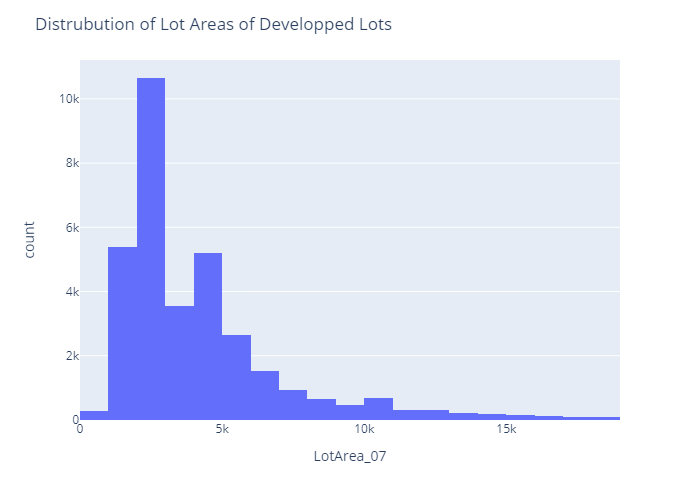 Distrubution of Lot Areas of Developped Lots
10k
8k
6k
4k
2k
0
0 5k 10k 15k
count
LotArea_07